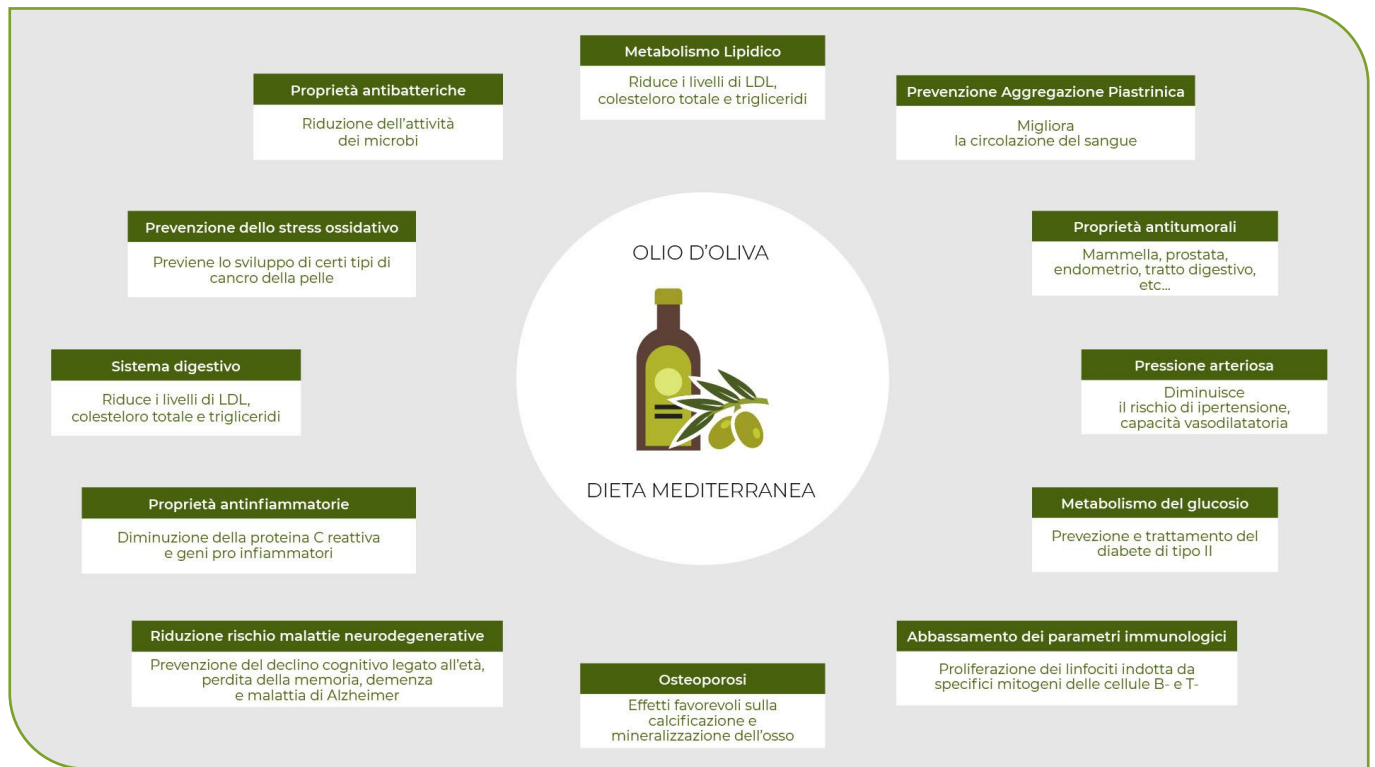 Metabolismo Lipidico
Riduce i livelli di LDL,
colesteloro totale e trigliceridi
Proprietà antibatteriche
Riduzione dell'attività
dei microbi
Prevenzione Aggregazione Piastrinica
Migliora
la circolazione del sangue
Prevenzione dello stress ossidativo
Previene lo sviluppo di certi tipi di
cancro della pelle
OLIO D'OLIVA
Proprietà antitumorali
Mammella, prostata,
endometrio, tratto digestivo,
etc...
Sistema digestivo
Riduce i livelli di LDL,
colesteloro totale e trigliceridi
Pressione arteriosa
Diminuisce
il rischio di ipertensione,
capacità vasodilatatoria
DIETA MEDITERRANEA
Proprietà antinfiammatorie
Diminuzione della proteina C reattiva
e geni pro infiammatori
Metabolismo del glucosio
Prevezione e trattamento del
diabete di tipo II
Riduzione rischio malattie neurodegenerative
Prevenzione del declino cognitivo legato all'età,
perdita della memoria, demenza
e malattia di Alzheimer
Osteoporosi
Effetti favorevoli sulla
calcificazione e
mineralizzazione dell'osso
Abbassamento dei parametri immunologici
Proliferazione dei linfociti indotta da
specifici mitogeni delle cellule B- e T-